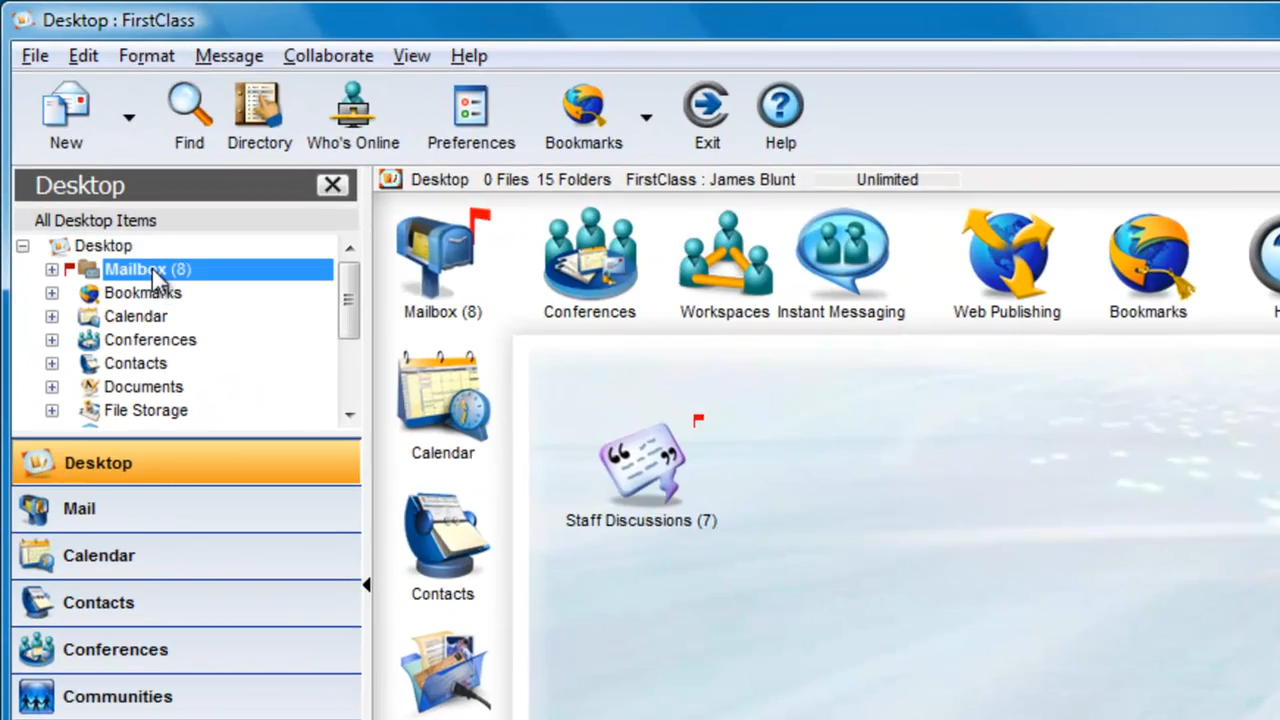 Desktop : FirstClass
File Edit Format Message Collaborate View Help
New Find Directory Who's Online Preferences Bookmarks Exit Help
Desktop
Desktop 0 Files 15 Folders FirstClass : James Blunt Unlimited
All Desktop Items
Desktop
Mailbox (8)
Bookmarks
Calendar
Conferences
Contacts
Documents
File Storage
Desktop
Mail
Calendar
Contacts
Conferences
Communities
Mailbox (8) Conferences Workspaces Instant Messaging Web Publishing Bookmarks H
Calendar
Contacts
Staff Discussions (7)